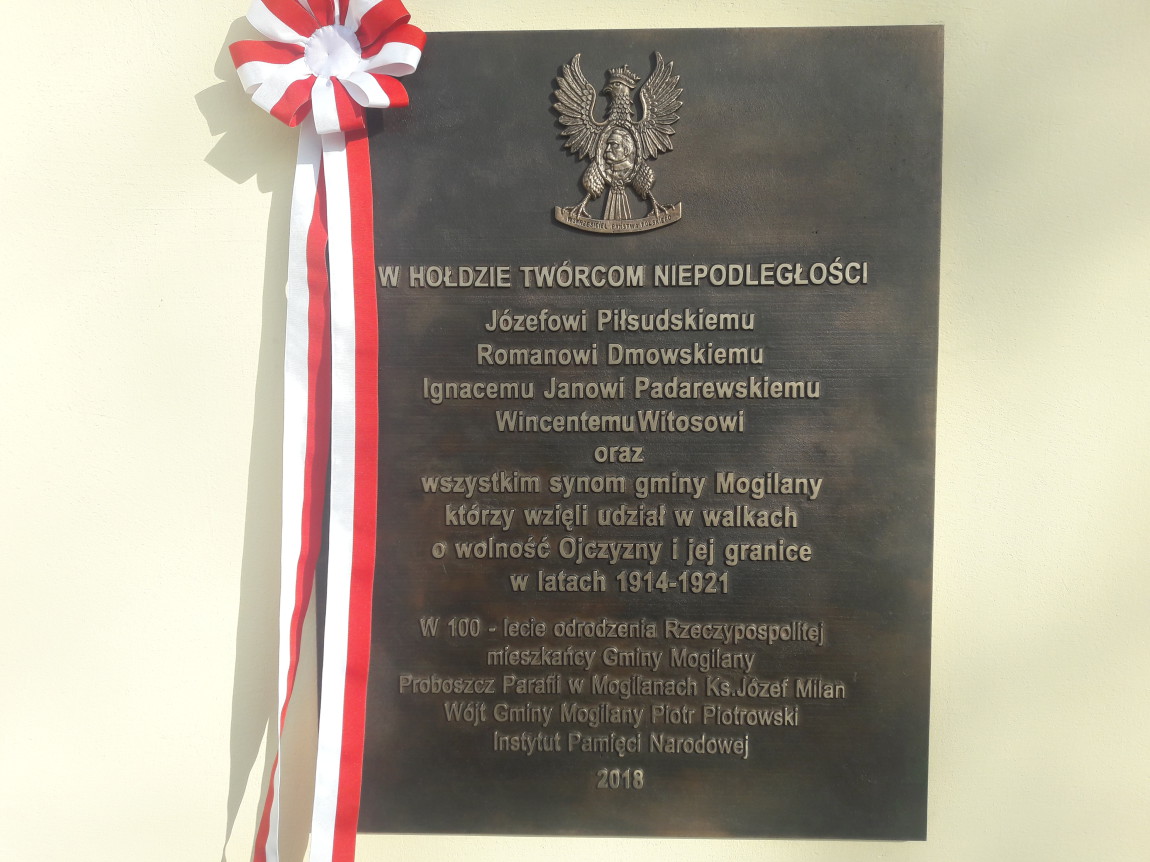 W HOŁDZIE TWÓRCOM NIEPODLEGŁOŚCI
Józefowi Piłsudskiemu
Romanowi Dmowskiemu
Ignacemu Janowi Padarewskiemu
Wincentemu Witosowi
oraz
wszystkim synom gminy Mogilany
którzy wzięli udział w walkach
o wolność Ojczyzny i jej granice
w latach 1914-1921
W 100 - lecie odrodzenia Rzeczypospolitej
mieszkańcy Gminy Mogilany
Proboszcz Parafii w Mogilanach Ks.Józef Milan
Wójt Gminy Mogilany Piotr Piotrowski
Instytut Pamięci Narodowej
2018